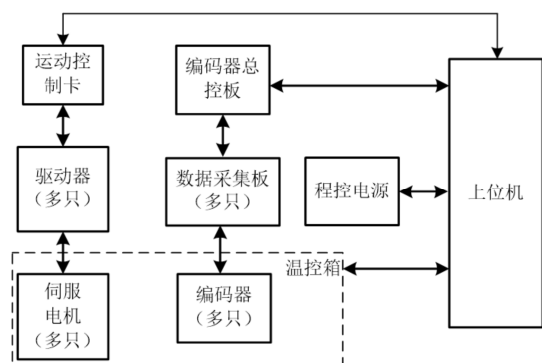 运动控
制卡
编码器总
控板
驱动器
（多只）
数据采集板
（多只）
程控电源
上位机
温控箱
伺服
电机
（多只）
编码器
（多只）